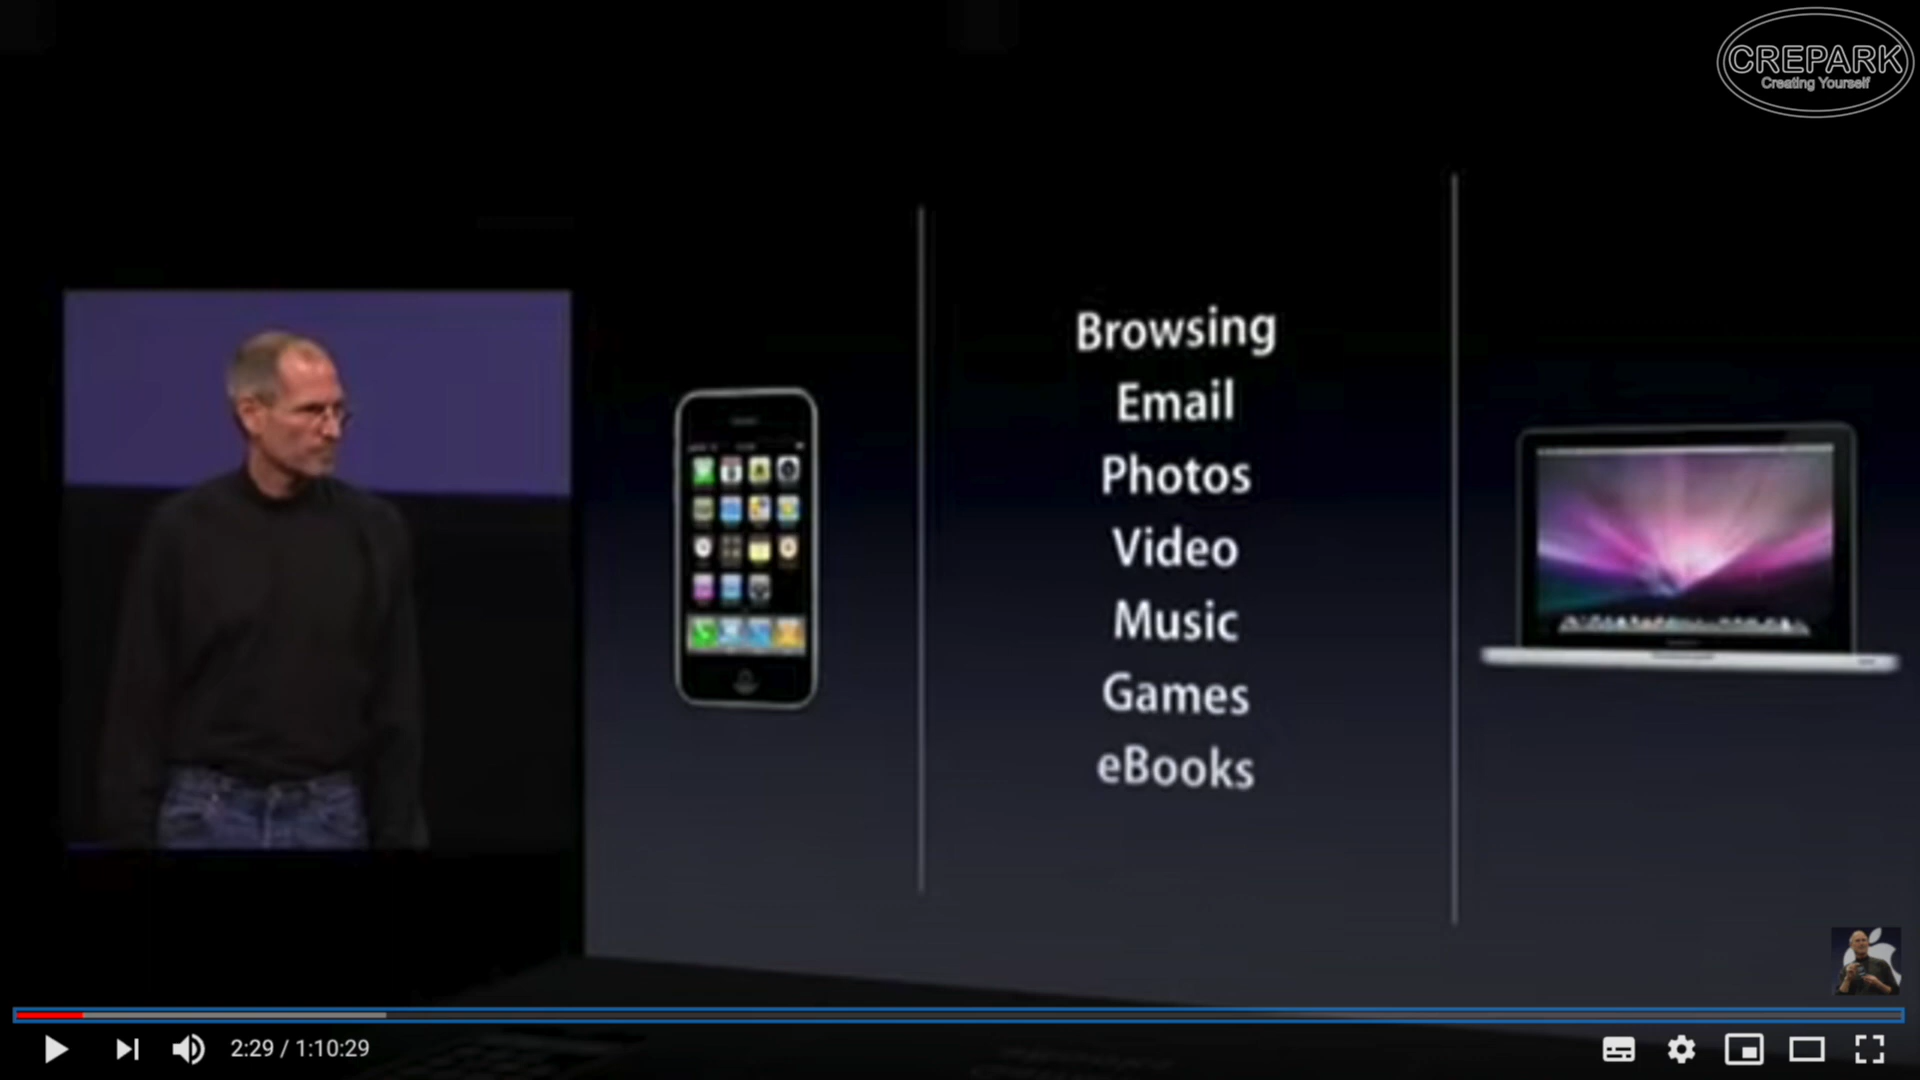 CREPARK
Creating Yourself
Browsing
Email
Photos
Video
Music
Games
eBooks
2:29 / 1:10:29